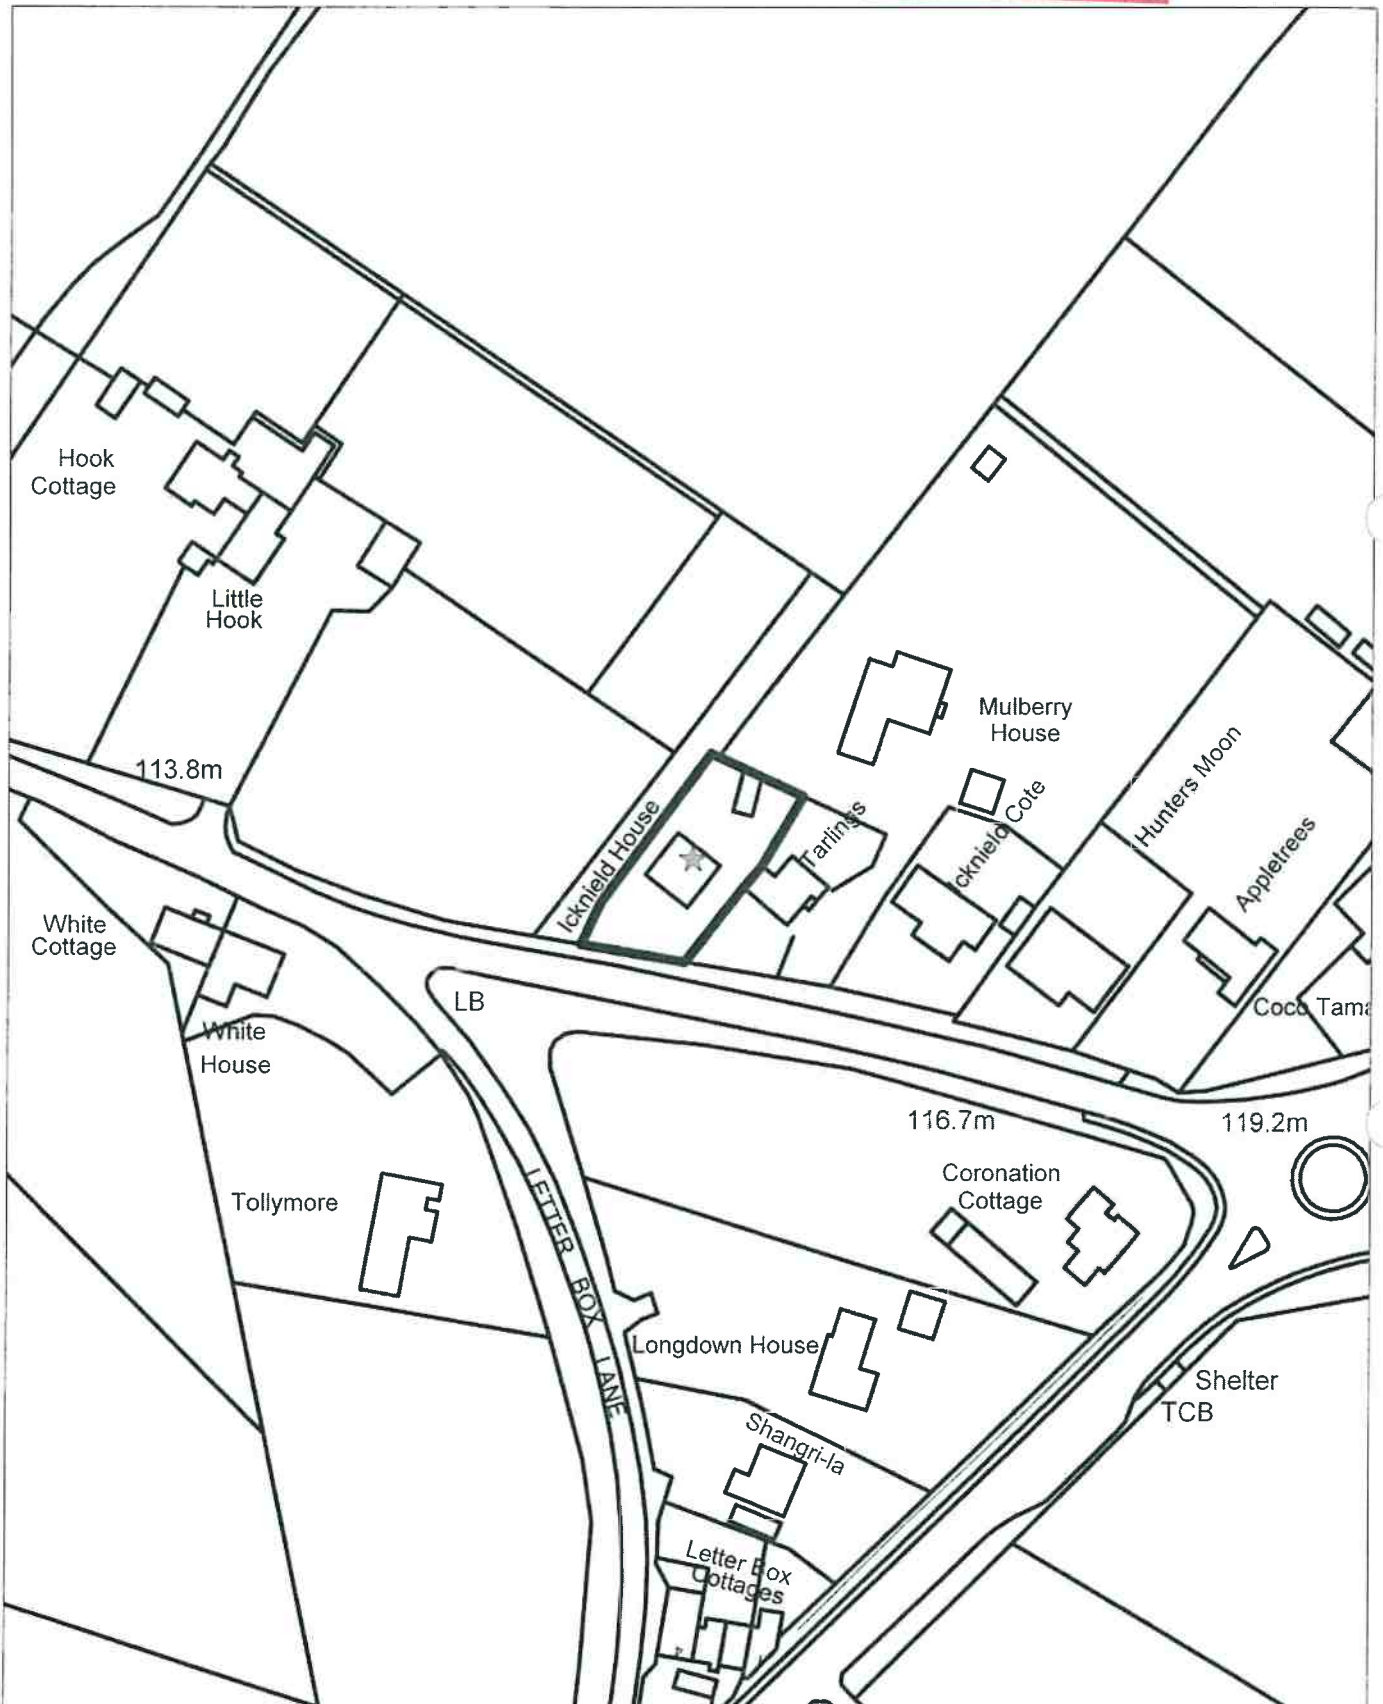 Hook
Cottage
Little
Hook
113.8m
Mulberry
House
Hunters Moon
Icknield House
Tarlings
Icknield Cote
Appletrees
White
Cottage
LB
White
House
Coco Tama
116.7m
119.2m
Coronation
Cottage
Tollymore
LETTER BOX LANE
Longdown House
Shelter
TCB
Shangri-la
Letter Box
Cottages